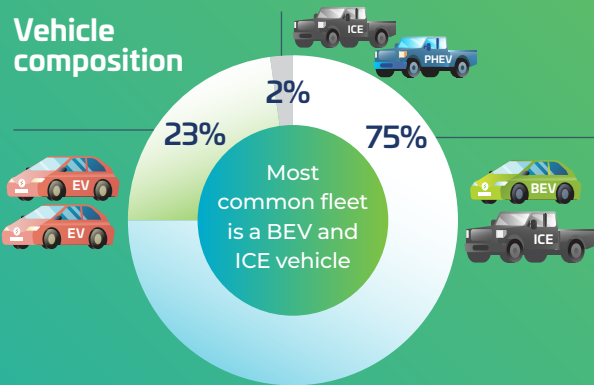 Vehicle
composition
ICE
PHEV
2%
23%
75%
EV
EV
BEV
ICE
Most
common fleet
is a BEV and
ICE vehicle